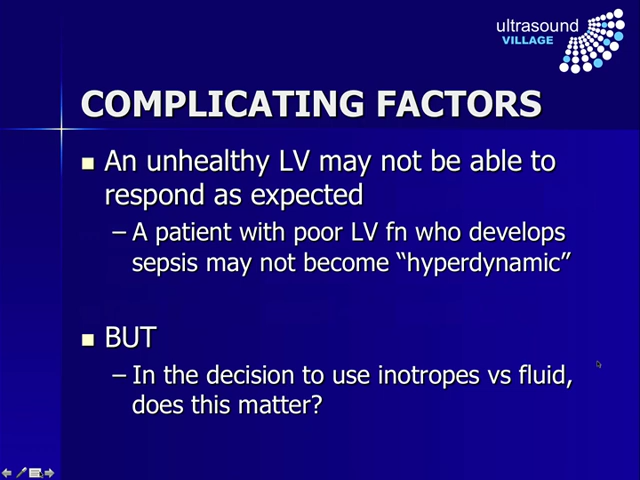 ultrasound
VILLAGE
COMPLICATING FACTORS
An unhealthy LV may not be able to
respond as expected
– A patient with poor LV fn who develops
sepsis may not become “hyperdynamic”
BUT
– In the decision to use inotropes vs fluid,
does this matter?